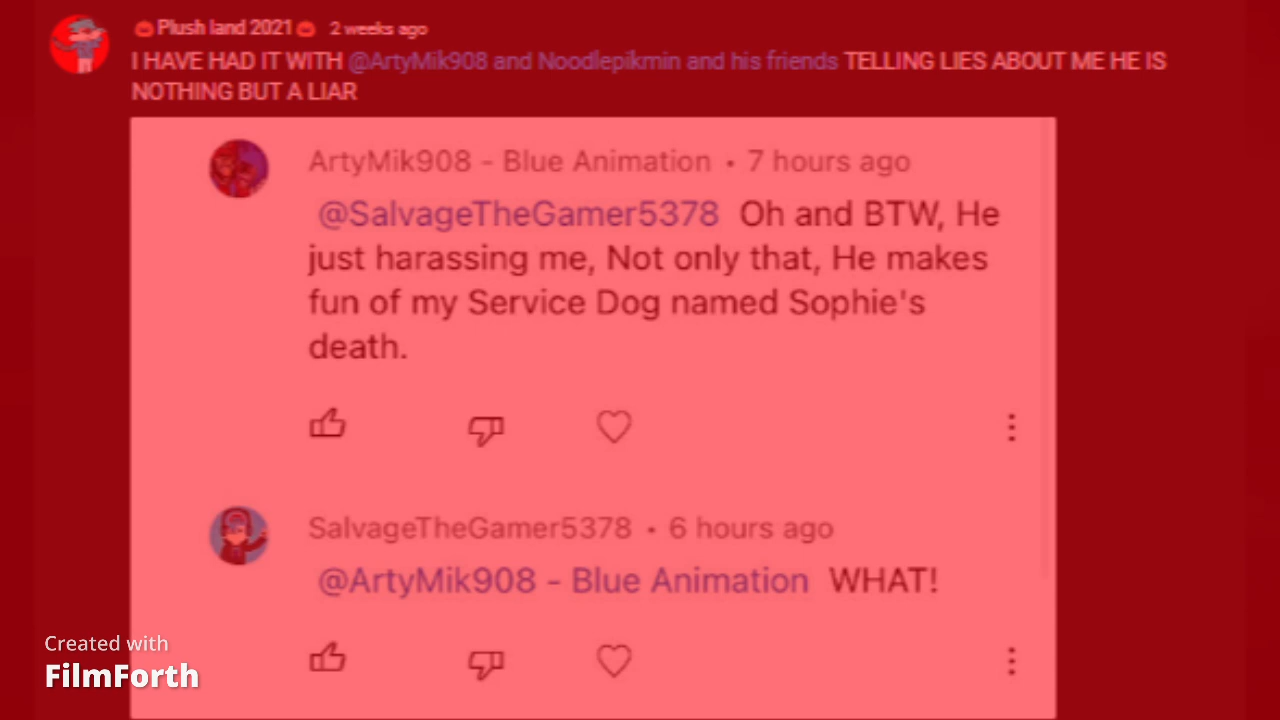 🎃Plush land 2021🎃 2 weeks ago
I HAVE HAD IT WITH @ArtyMik908 and Noodlepikmin and his friends TELLING LIES ABOUT ME HE IS
NOTHING BUT A LIAR
ArtyMik908 - Blue Animation • 7 hours ago
@SalvageTheGamer5378 Oh and BTW, He
just harassing me, Not only that, He makes
fun of my Service Dog named Sophie's
death.
SalvageTheGamer5378 • 6 hours ago
@ArtyMik908 - Blue Animation WHAT!
Created with
FilmForth